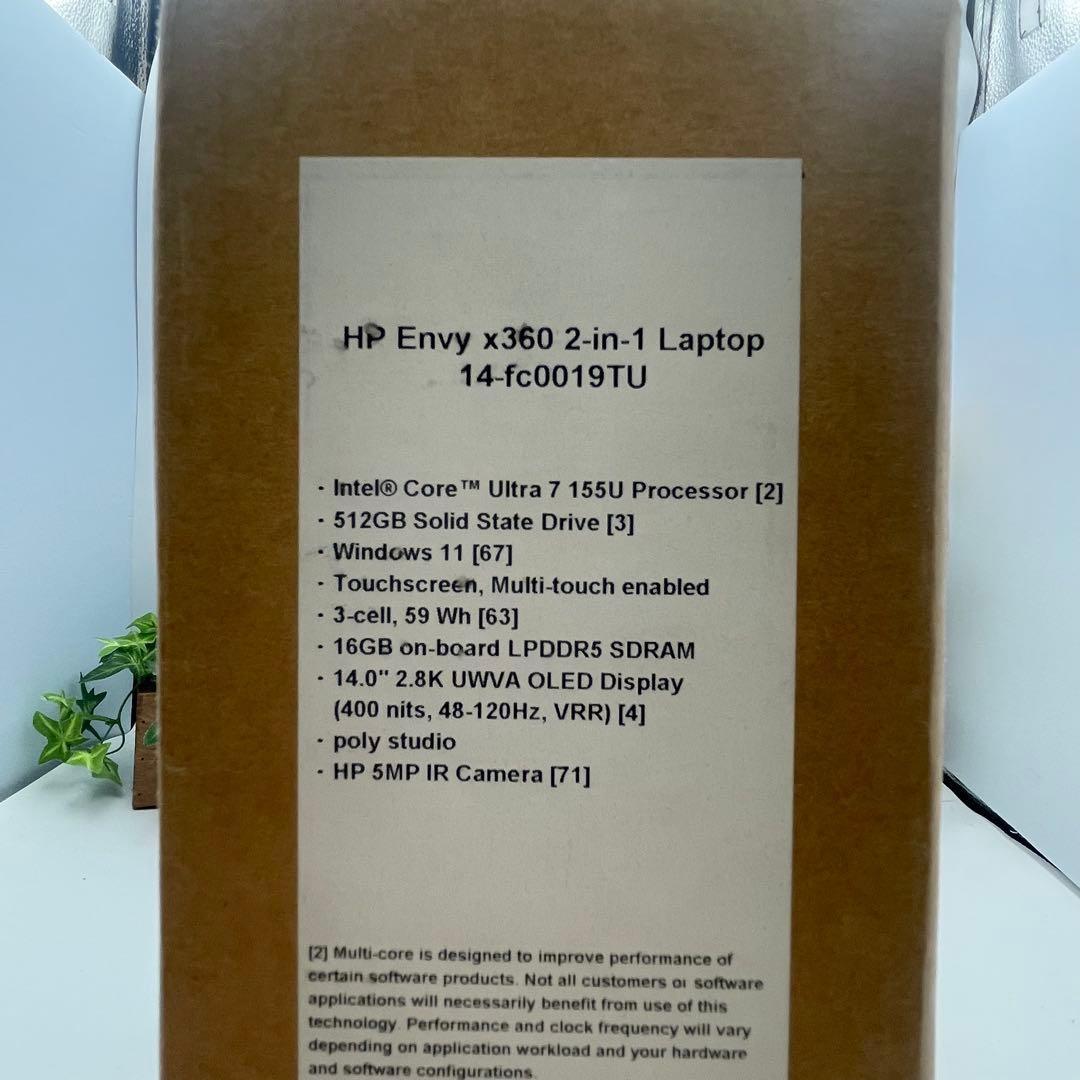 HP Envy x360 2-in-1 Laptop
14-fc0019TU
· Intel® Core™ Ultra 7 155U Processor [2]
· 512GB Solid State Drive [3]
· Windows 11 [67]
· Touchscreen, Multi-touch enabled
· 3-cell, 59 Wh [63]
· 16GB on-board LPDDR5 SDRAM
· 14.0" 2.8K UWVA OLED Display
(400 nits, 48-120Hz, VRR) [4]
· poly studio
· HP 5MP IR Camera [71]
[2] Multi-core is designed to improve performance of
certain software products. Not all customers or software
applications will necessarily benefit from use of this
technology. Performance and clock frequency will vary
depending on application workload and your hardware
and software configurations.